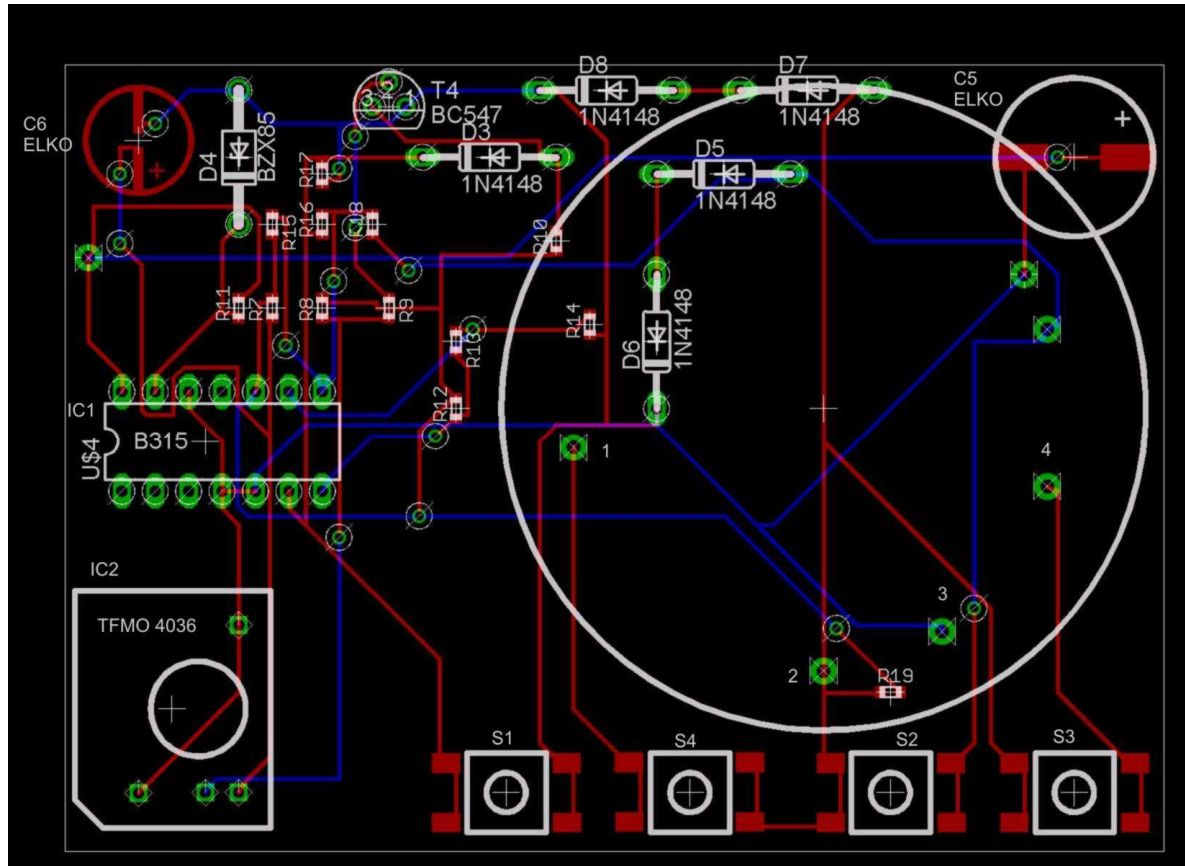 D8
D7
C5
ELKO
+
2
3
1
T4
BC547
1N4148
1N4148
C6
ELKO
+
D4
BZX85
D3
1N4148
D5
1N4148
R17
R15
R16
R18
R10
R11
R7
R8
R9
R14
R13
D6
1N4148
R12
IC1
U$4
B315
1
4
IC2
TFMO 4036
3
2
R19
S1
S4
S2
S3